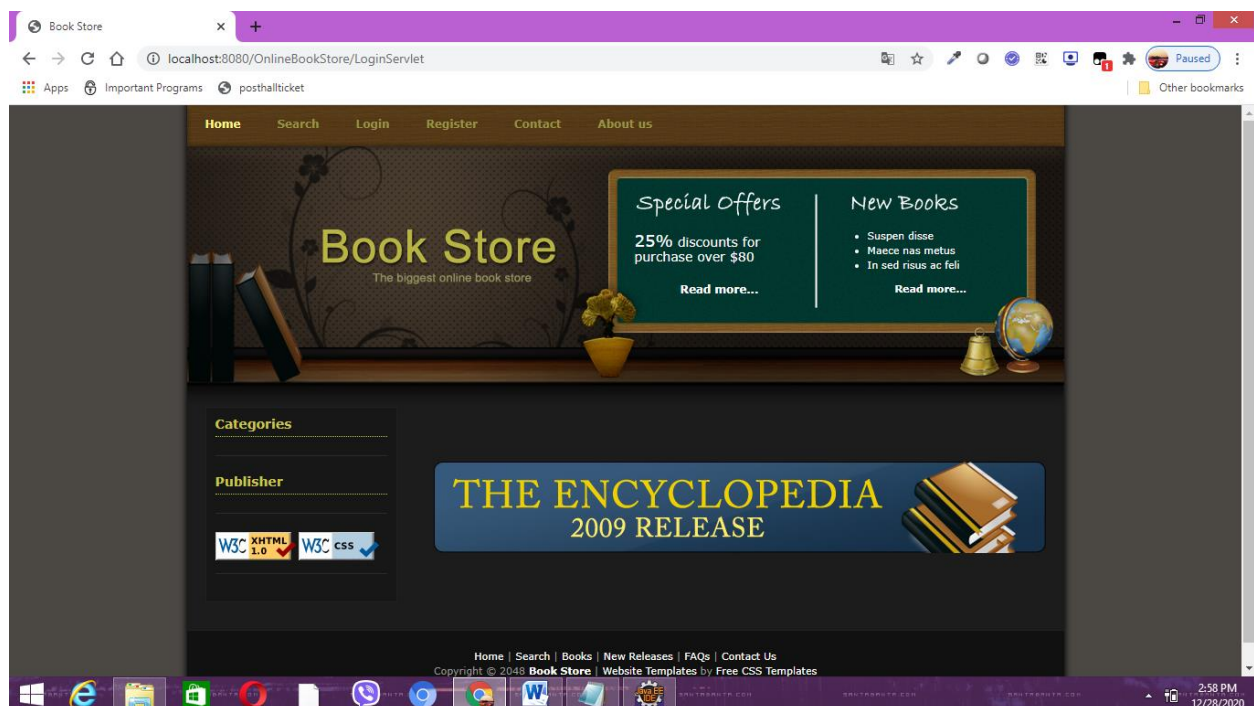 Book Store
localhost:8080/OnlineBookStore/LoginServlet
1
Paused
Apps Important Programs posthallticket Other bookmarks
Home Search Login Register Contact About us
Special Offers
25% discounts for
purchase over $80
Read more...
New Books
Suspen disse
Maece nas metus
In sed risus ac feli
Read more...
Book Store
The biggest online book store
Categories
Publisher
W3C XHTML 1.0 W3C css
THE ENCYCLOPEDIA
2009 RELEASE
Home | Search | Books | New Releases | FAQs | Contact Us
Copyright © 2048 Book Store | Website Templates by Free CSS Templates
Java EE
IDE
2:58 PM
12/28/2020